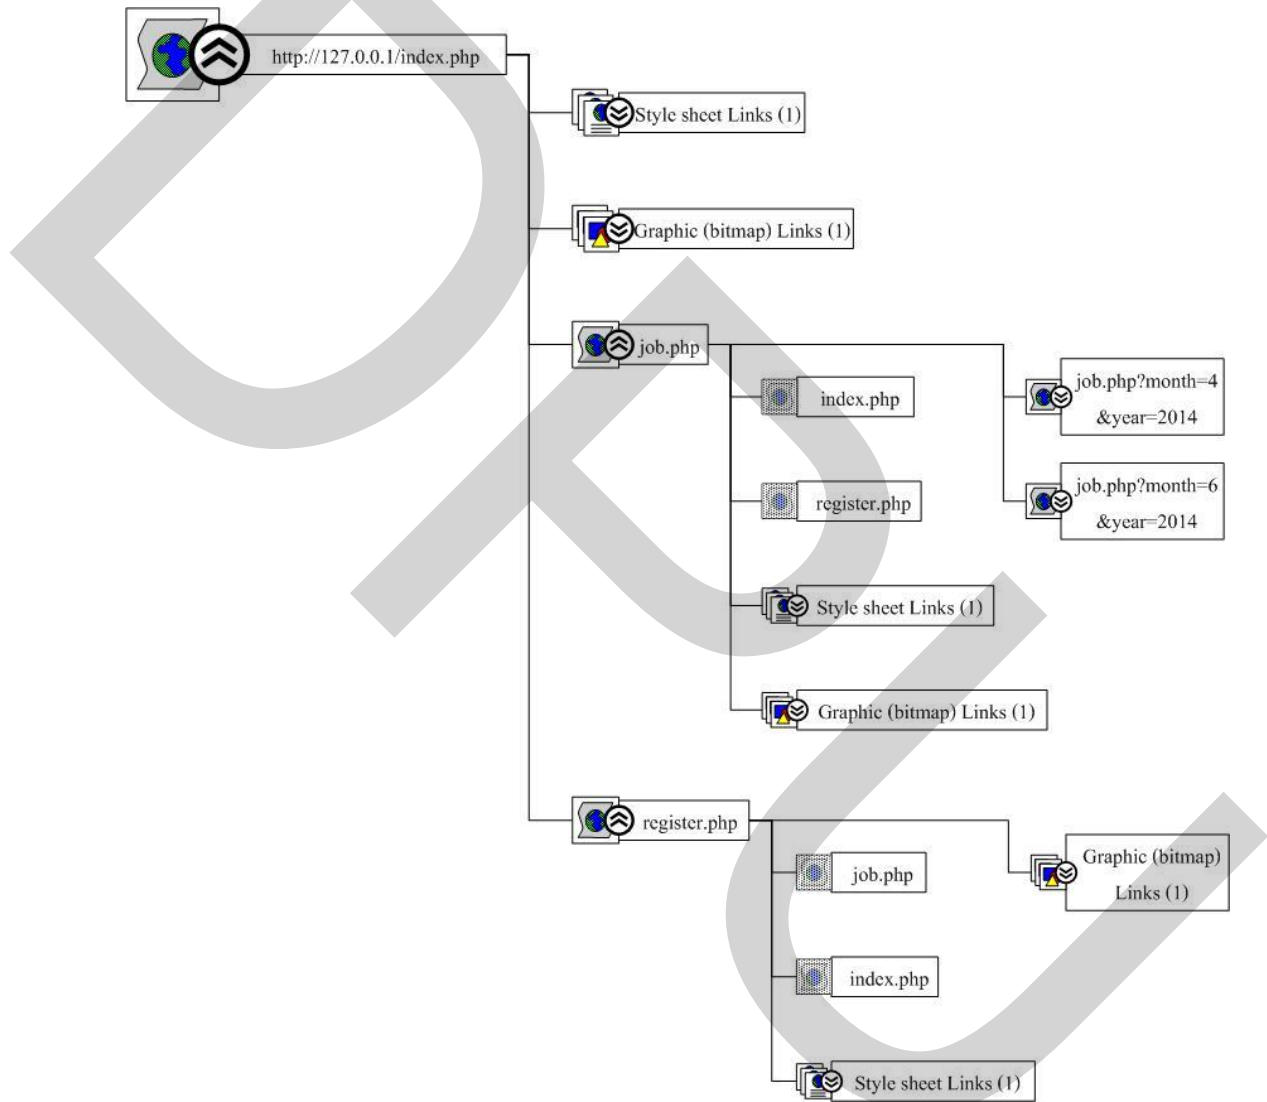 http://127.0.0.1/index.php
Style sheet Links (1)
Graphic (bitmap) Links (1)
job.php
index.php
register.php
Style sheet Links (1)
Graphic (bitmap) Links (1)
job.php?month=4
&year=2014
job.php?month=6
&year=2014
register.php
job.php
index.php
Style sheet Links (1)
Graphic (bitmap)
Links (1)
DPU